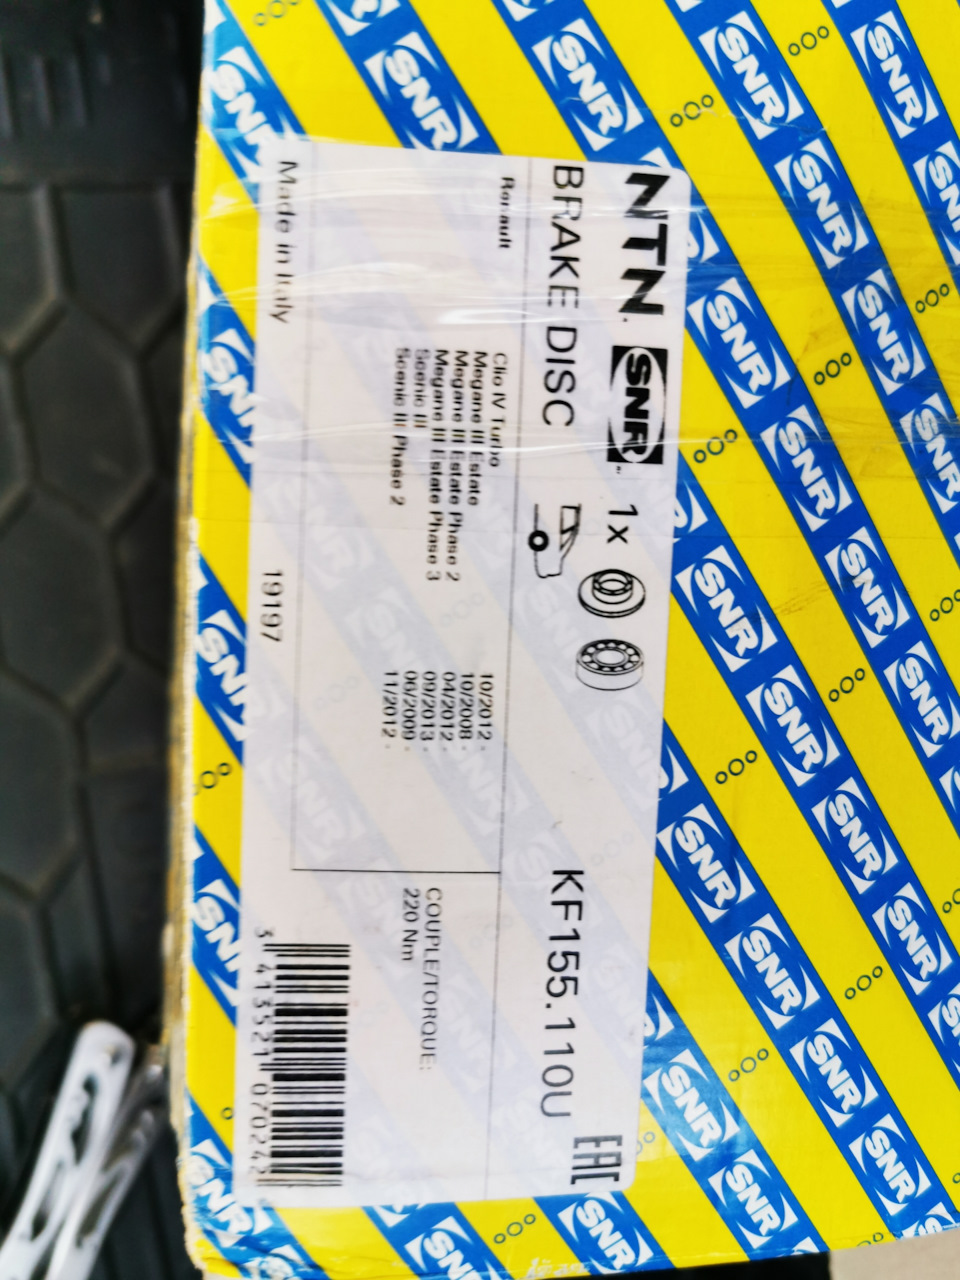 NTN. SNR 1x
BRAKE DISC KF155.110U
EAC
Renault
Clio IV Turbo 10/2012 -
Megane III Estate 10/2008 -
Megane III Estate Phase 2 04/2012 -
Megane III Estate Phase 3 09/2013 -
Scenic III 06/2009 -
Scenic III Phase 2 11/2012 -
COUPLE/TORQUE:
220 Nm
Made in Italy 19197
3 413521 070242
SNR